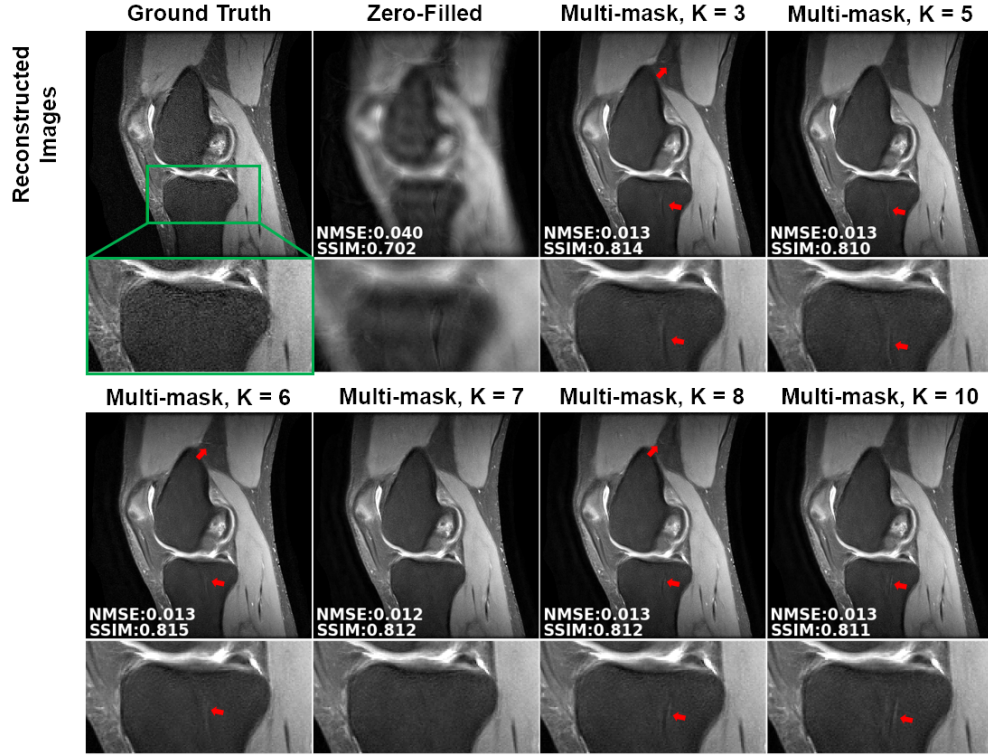 Ground Truth
Zero-Filled
Multi-mask, K = 3
Multi-mask, K = 5
Reconstructed
Images
NMSE:0.040
SSIM:0.702
NMSE:0.013
SSIM:0.814
NMSE:0.013
SSIM:0.810
Multi-mask, K = 6
Multi-mask, K = 7
Multi-mask, K = 8
Multi-mask, K = 10
NMSE:0.013
SSIM:0.815
NMSE:0.012
SSIM:0.812
NMSE:0.013
SSIM:0.812
NMSE:0.013
SSIM:0.811